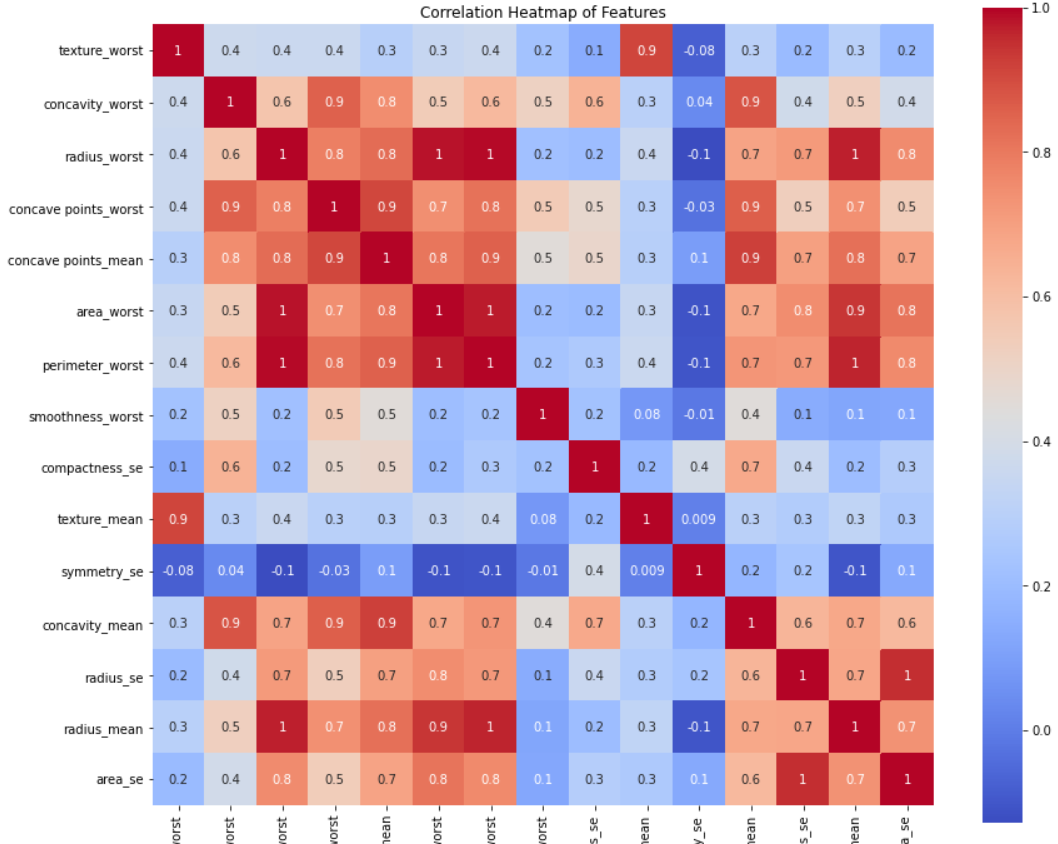 Correlation Heatmap of Features
texture_worst 1 0.4 0.4 0.4 0.3 0.3 0.4 0.2 0.1 0.9 -0.08 0.3 0.2 0.3 0.2
concavity_worst 0.4 1 0.6 0.9 0.8 0.5 0.6 0.5 0.6 0.3 0.04 0.9 0.4 0.5 0.4
radius_worst 0.4 0.6 1 0.8 0.8 1 1 0.2 0.2 0.4 -0.1 0.7 0.7 1 0.8
concave points_worst 0.4 0.9 0.8 1 0.9 0.7 0.8 0.5 0.5 0.3 -0.03 0.9 0.5 0.7 0.5
concave points_mean 0.3 0.8 0.8 0.9 1 0.8 0.9 0.5 0.5 0.3 0.1 0.9 0.7 0.8 0.7
area_worst 0.3 0.5 1 0.7 0.8 1 1 0.2 0.2 0.3 -0.1 0.7 0.8 0.9 0.8
perimeter_worst 0.4 0.6 1 0.8 0.9 1 1 0.2 0.3 0.4 -0.1 0.7 0.7 1 0.8
smoothness_worst 0.2 0.5 0.2 0.5 0.5 0.2 0.2 1 0.2 0.08 -0.01 0.4 0.1 0.1 0.1
compactness_se 0.1 0.6 0.2 0.5 0.5 0.2 0.3 0.2 1 0.2 0.4 0.7 0.4 0.2 0.3
texture_mean 0.9 0.3 0.4 0.3 0.3 0.3 0.4 0.08 0.2 1 0.009 0.3 0.3 0.3 0.3
symmetry_se -0.08 0.04 -0.1 -0.03 0.1 -0.1 -0.1 -0.01 0.4 0.009 1 0.2 0.2 -0.1 0.1
concavity_mean 0.3 0.9 0.7 0.9 0.9 0.7 0.7 0.4 0.7 0.3 0.2 1 0.6 0.7 0.6
radius_se 0.2 0.4 0.7 0.5 0.7 0.8 0.7 0.1 0.4 0.3 0.2 0.6 1 0.7 1
radius_mean 0.3 0.5 1 0.7 0.8 0.9 1 0.1 0.2 0.3 -0.1 0.7 0.7 1 0.7
area_se 0.2 0.4 0.8 0.5 0.7 0.8 0.8 0.1 0.3 0.3 0.1 0.6 1 0.7 1
1.0
0.8
0.6
0.4
0.2
0.0